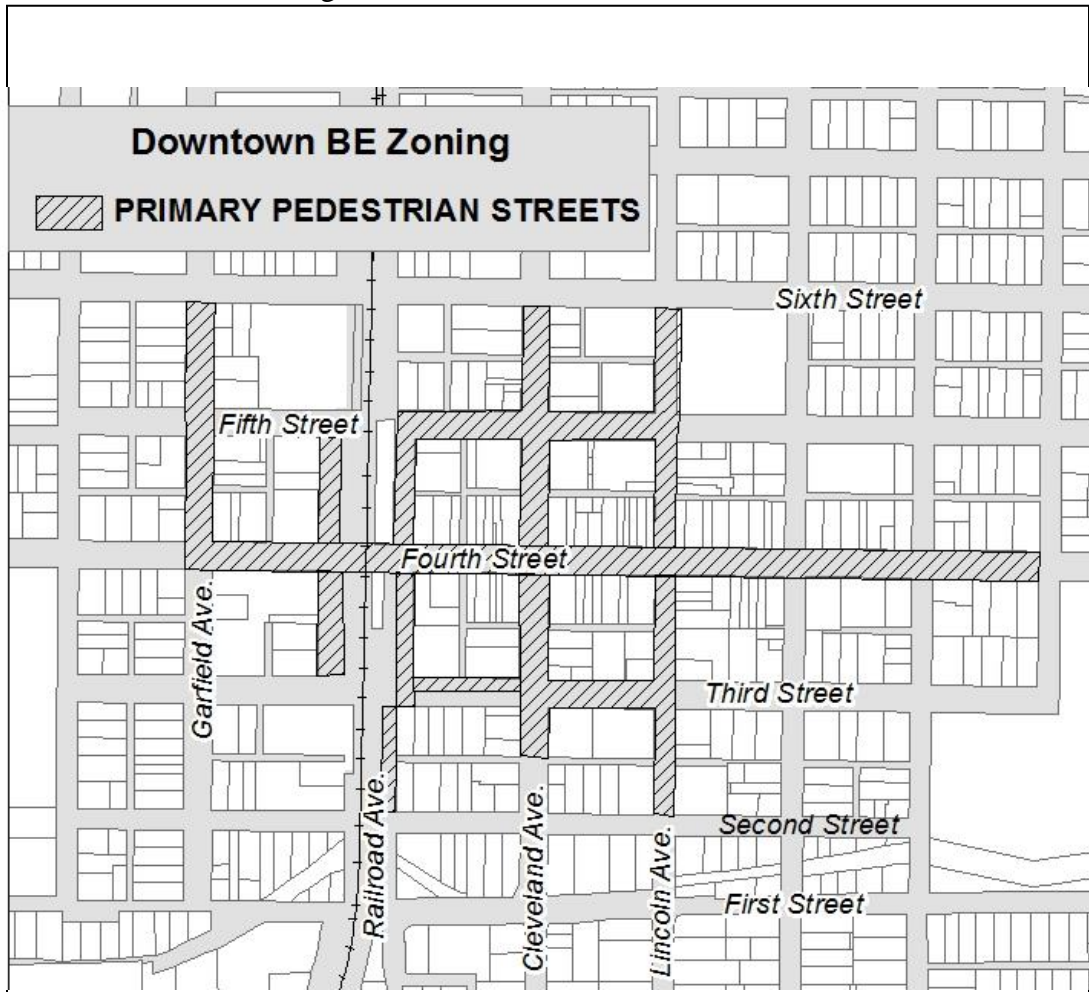 Downtown BE Zoning
PRIMARY PEDESTRIAN STREETS
Sixth Street
Fifth Street
Fourth Street
Garfield Ave.
Third Street
Railroad Ave.
Cleveland Ave.
Lincoln Ave.
Second Street
First Street